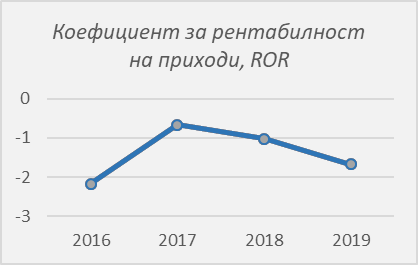 Коефициент за рентабилност
на приходи, ROR
0
-1
-2
-3
2016 2017 2018 2019